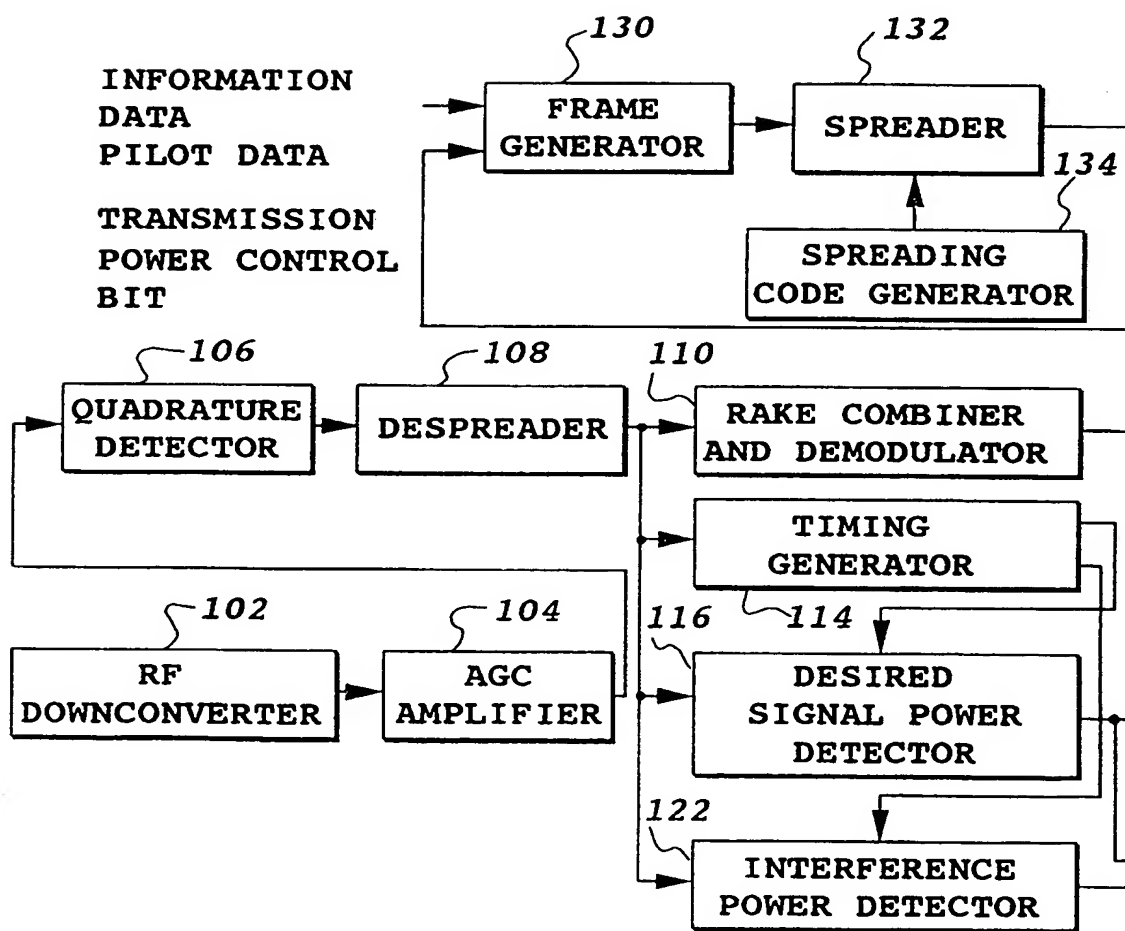 130
132
INFORMATION
DATA
PILOT DATA
FRAME
GENERATOR
SPREADER
134
TRANSMISSION
POWER CONTROL
BIT
SPREADING
CODE GENERATOR
106
108
110
QUADRATURE
DETECTOR
DESPREADER
RAKE COMBINER
AND DEMODULATOR
TIMING
GENERATOR
102
104
116
114
RF
DOWNCONVERTER
AGC
AMPLIFIER
DESIRED
SIGNAL POWER
DETECTOR
122
INTERFERENCE
POWER DETECTOR